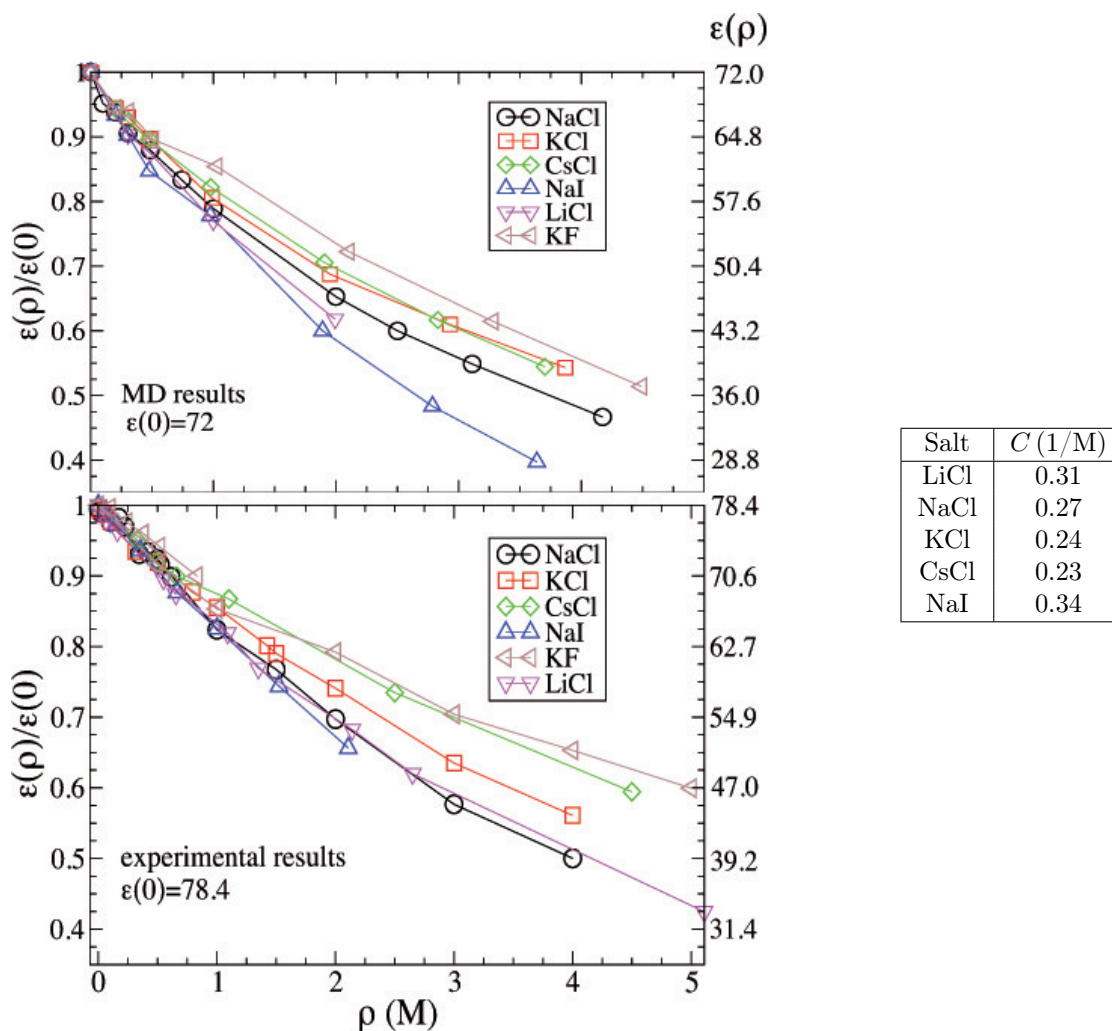 ε(ρ)
1
0.9
0.8
0.7
0.6
0.5
0.4
ε(ρ)/ε(0)
72.0
64.8
57.6
50.4
43.2
36.0
28.8
NaCl
KCl
CsCl
NaI
LiCl
KF
MD results
ε(0)=72
1
0.9
0.8
0.7
0.6
0.5
0.4
ε(ρ)/ε(0)
78.4
70.6
62.7
54.9
47.0
39.2
31.4
NaCl
KCl
CsCl
NaI
KF
LiCl
experimental results
ε(0)=78.4
0 1 2 3 4 5
ρ (M)
Salt C (1/M)
LiCl 0.31
NaCl 0.27
KCl 0.24
CsCl 0.23
NaI 0.34